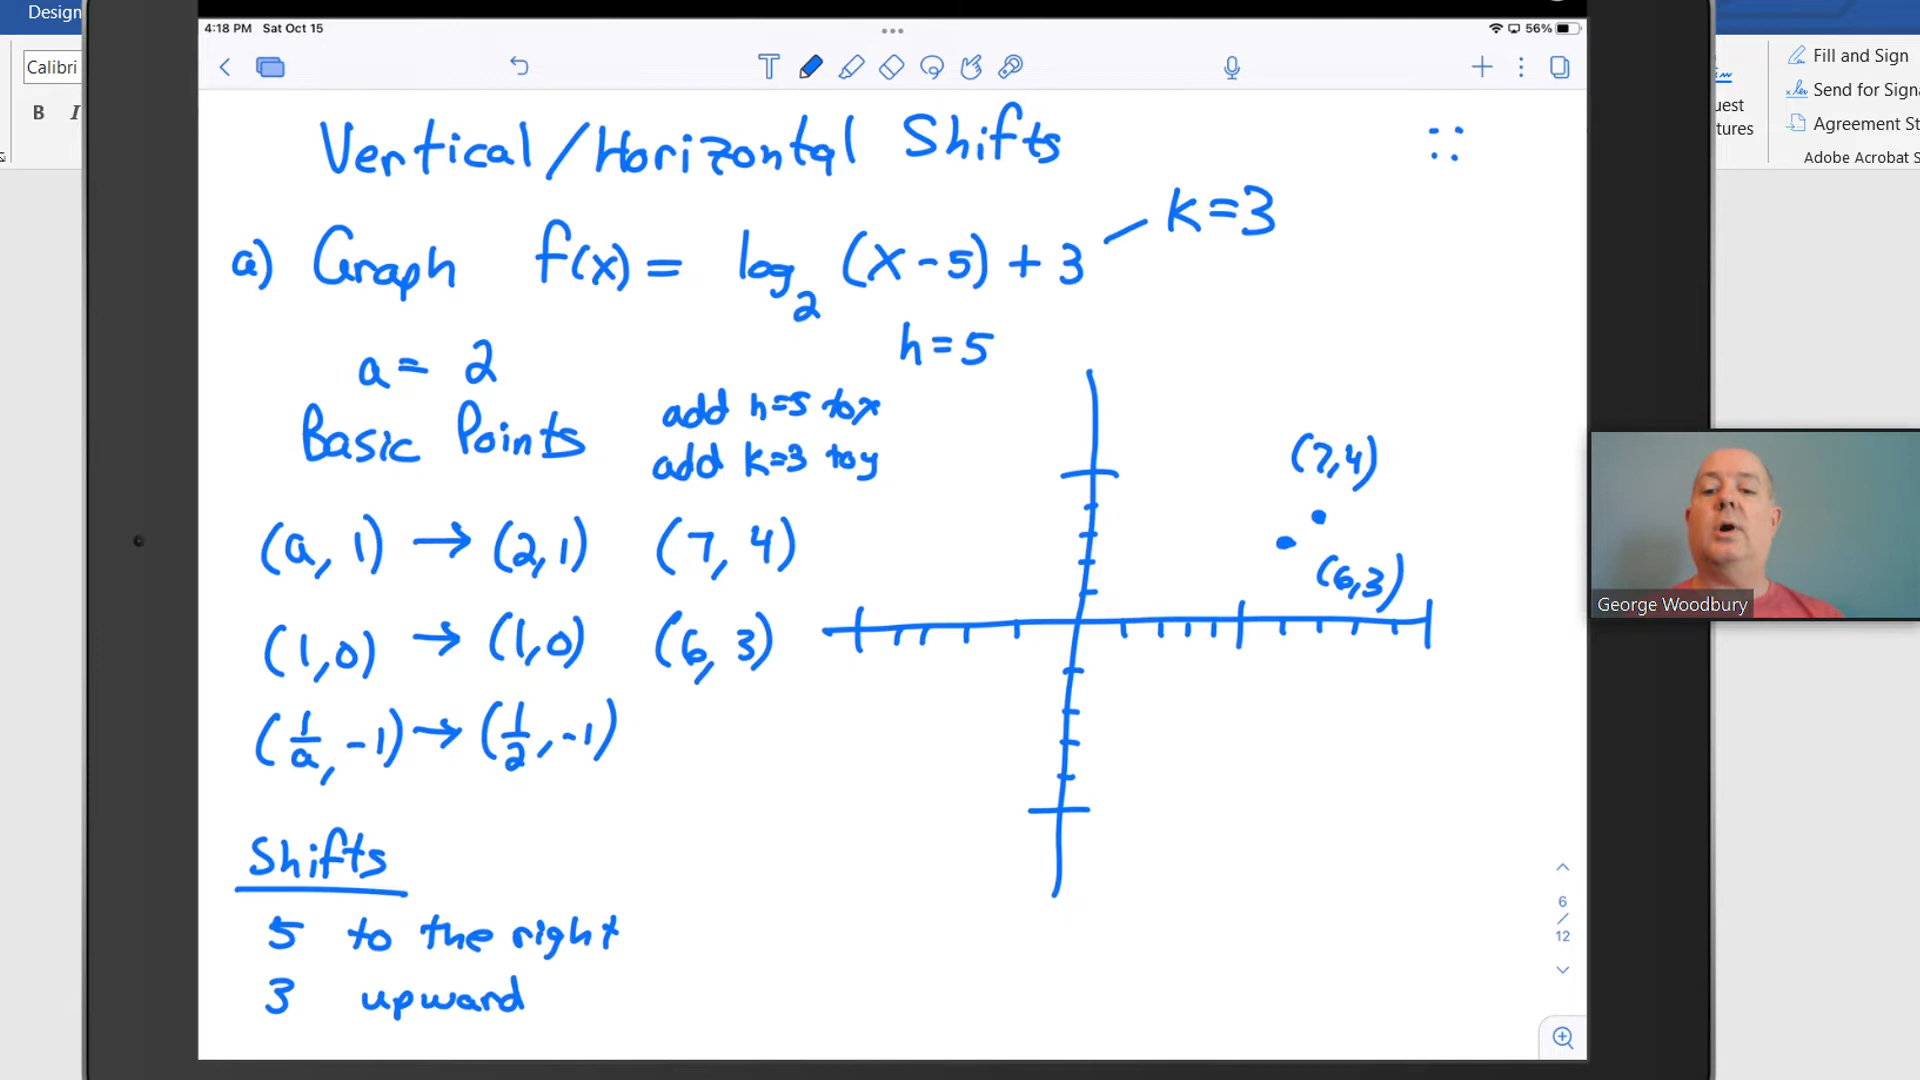 Design
4:18 PM Sat Oct 15
56%
Calibri
B I
Fill and Sign
Send for Signa
Agreement St
Adobe Acrobat S
uest
tures
Vertical/Horizontal Shifts
k=3
a) Graph f(x) = log₂ (x-5) + 3
h=5
a = 2
add h=5 to x
Basic Points
add k=3 to y
(7,4)
(a, 1) → (2,1) (7, 4)
(6,3)
(1,0) → (1,0) (6, 3)
(1/a, -1) → (1/2, -1)
Shifts
5 to the right
3 upward
George Woodbury
6
/
12